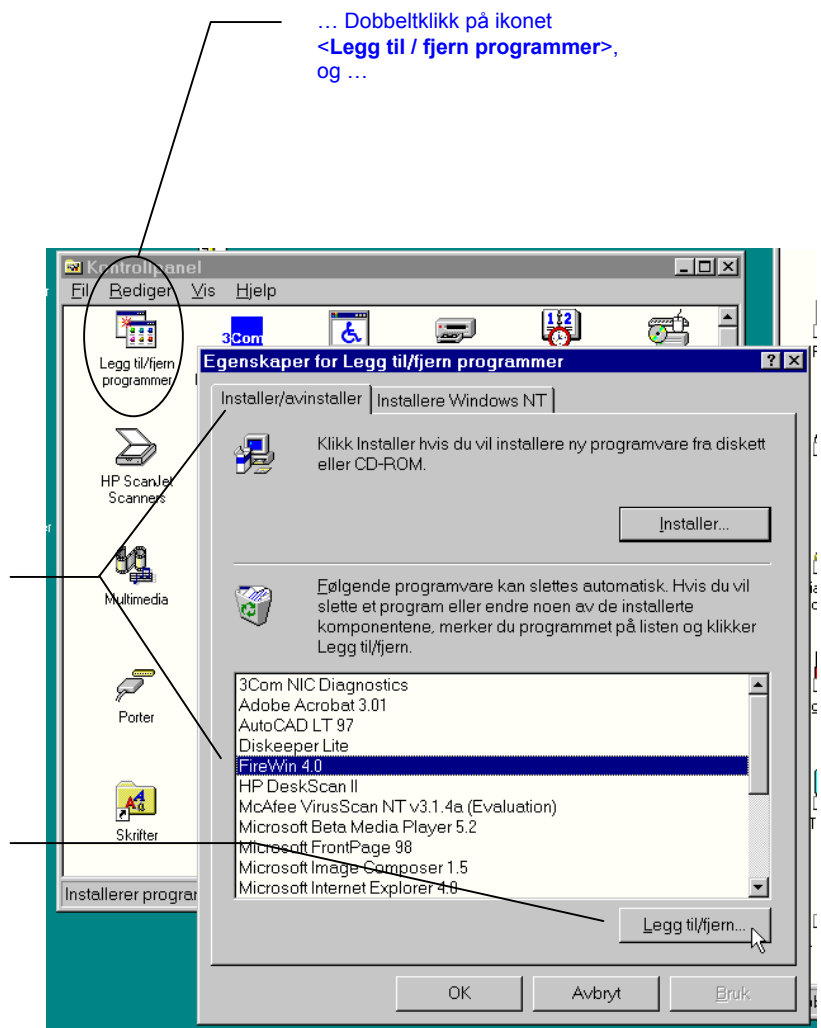 … Dobbeltklikk på ikonet
<Legg til / fjern programmer>,
og …
Kontrollpanel
Fil Rediger Vis Hjelp
Legg til/fjern
programmer
3Com
HP ScanJet
Scanners
Multimedia
Porter
Skrifter
Installerer
Egenskaper for Legg til/fjern programmer
Installer/avinstaller Installere Windows NT
Klikk Installer hvis du vil installere ny programvare fra diskett
eller CD-ROM.
Installer...
Følgende programvare kan slettes automatisk. Hvis du vil
slette et program eller endre noen av de installerte
komponentene, merker du programmet på listen og klikker
Legg til/fjern.
3Com NIC Diagnostics
Adobe Acrobat 3.01
AutoCAD LT 97
Diskeeper Lite
FireWin 4.0
HP DeskScan II
McAfee VirusScan NT v3.1.4a (Evaluation)
Microsoft Beta Media Player 5.2
Microsoft FrontPage 98
Microsoft Image Composer 1.5
Microsoft Internet Explorer 4.0
Legg til/fjern...
OK Avbryt Bruk